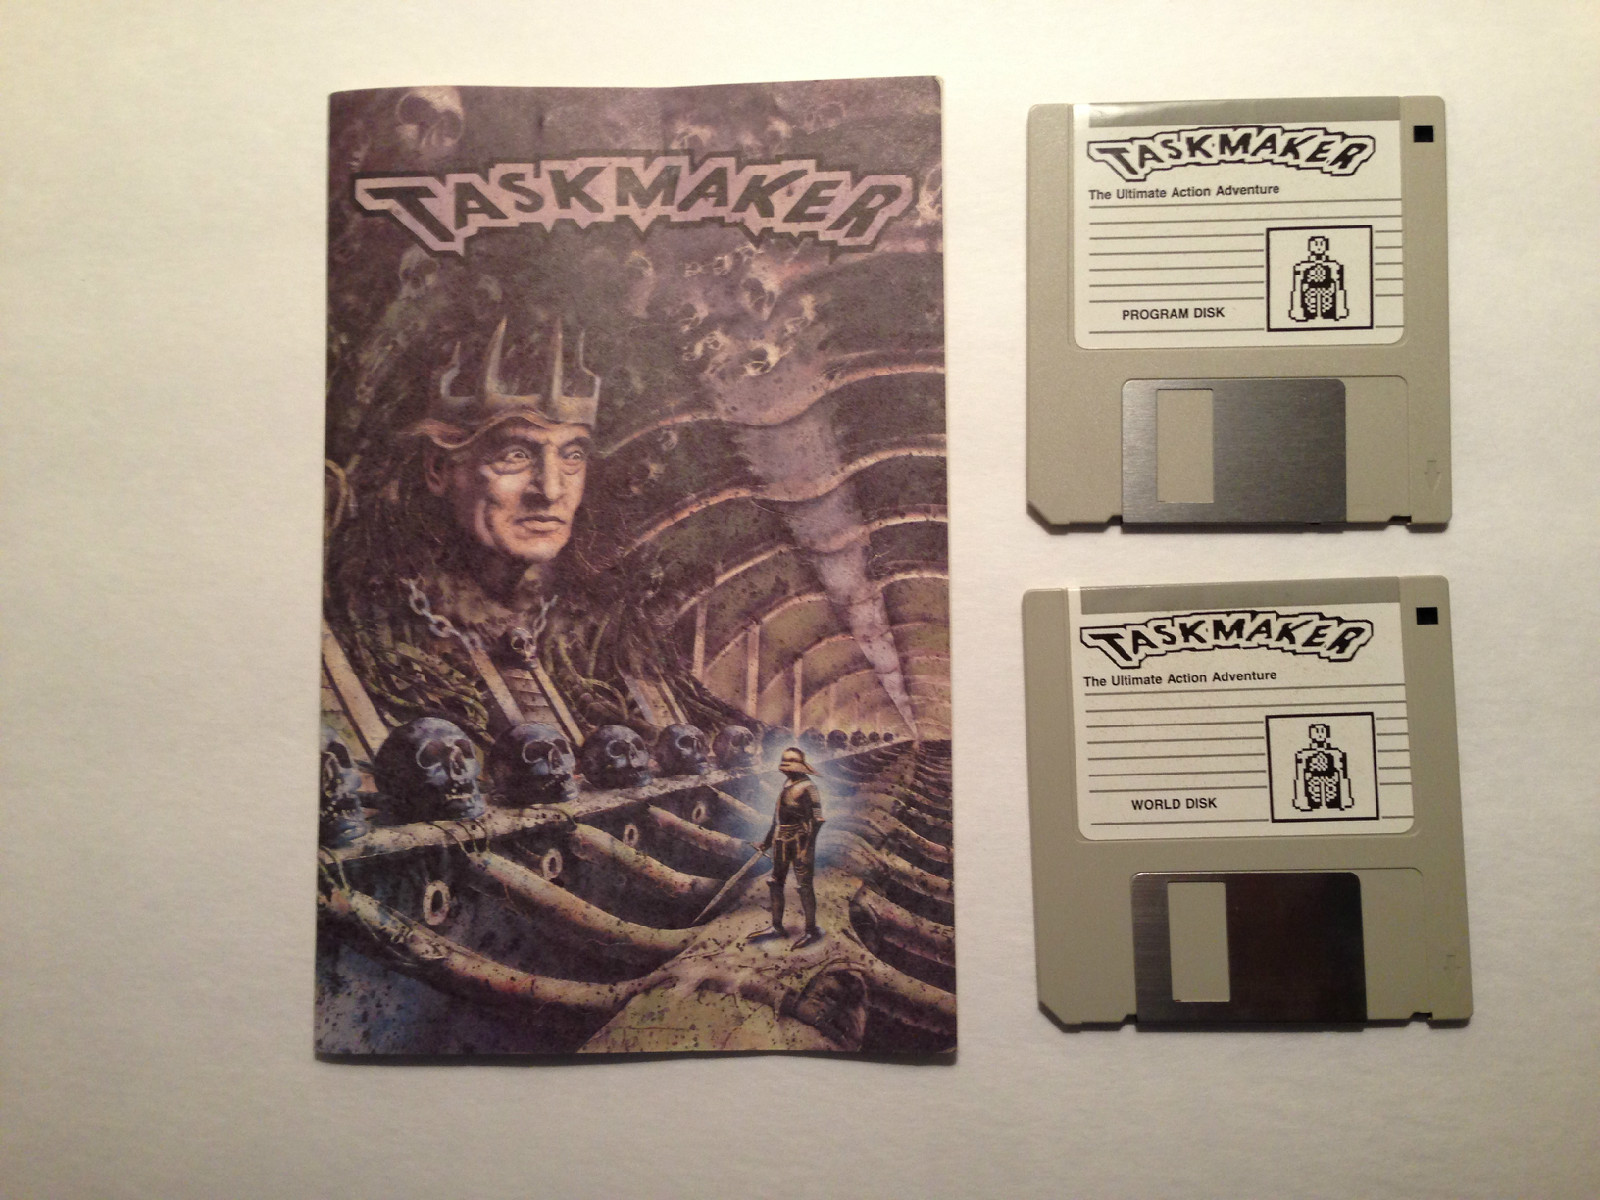 TASKMAKER
TASKMAKER
The Ultimate Action Adventure
PROGRAM DISK
TASKMAKER
The Ultimate Action Adventure
WORLD DISK